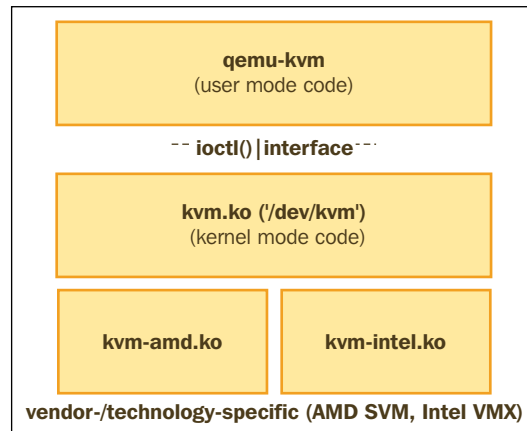 qemu-kvm
(user mode code)
-- ioctl()|interface ----
kvm.ko ('/dev/kvm')
(kernel mode code)
kvm-amd.ko
kvm-intel.ko
vendor-/technology-specific (AMD SVM, Intel VMX)